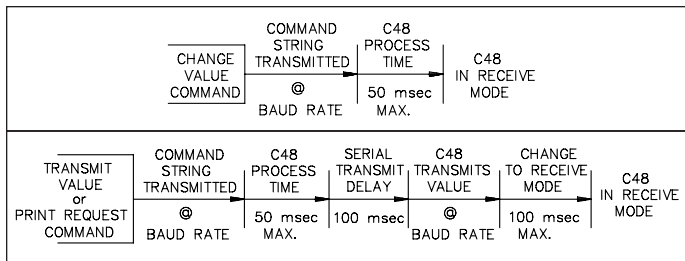 CHANGE
VALUE
COMMAND
COMMAND
STRING
TRANSMITTED
@
BAUD RATE
C48
PROCESS
TIME
50 msec
MAX.
C48
IN RECEIVE
MODE
TRANSMIT
VALUE
or
PRINT REQUEST
COMMAND
COMMAND
STRING
TRANSMITTED
@
BAUD RATE
C48
PROCESS
TIME
50 msec
MAX.
SERIAL
TRANSMIT
DELAY
100 msec
C48
TRANSMITS
VALUE
@
BAUD RATE
CHANGE
TO RECEIVE
MODE
100 msec
MAX.
C48
IN RECEIVE
MODE